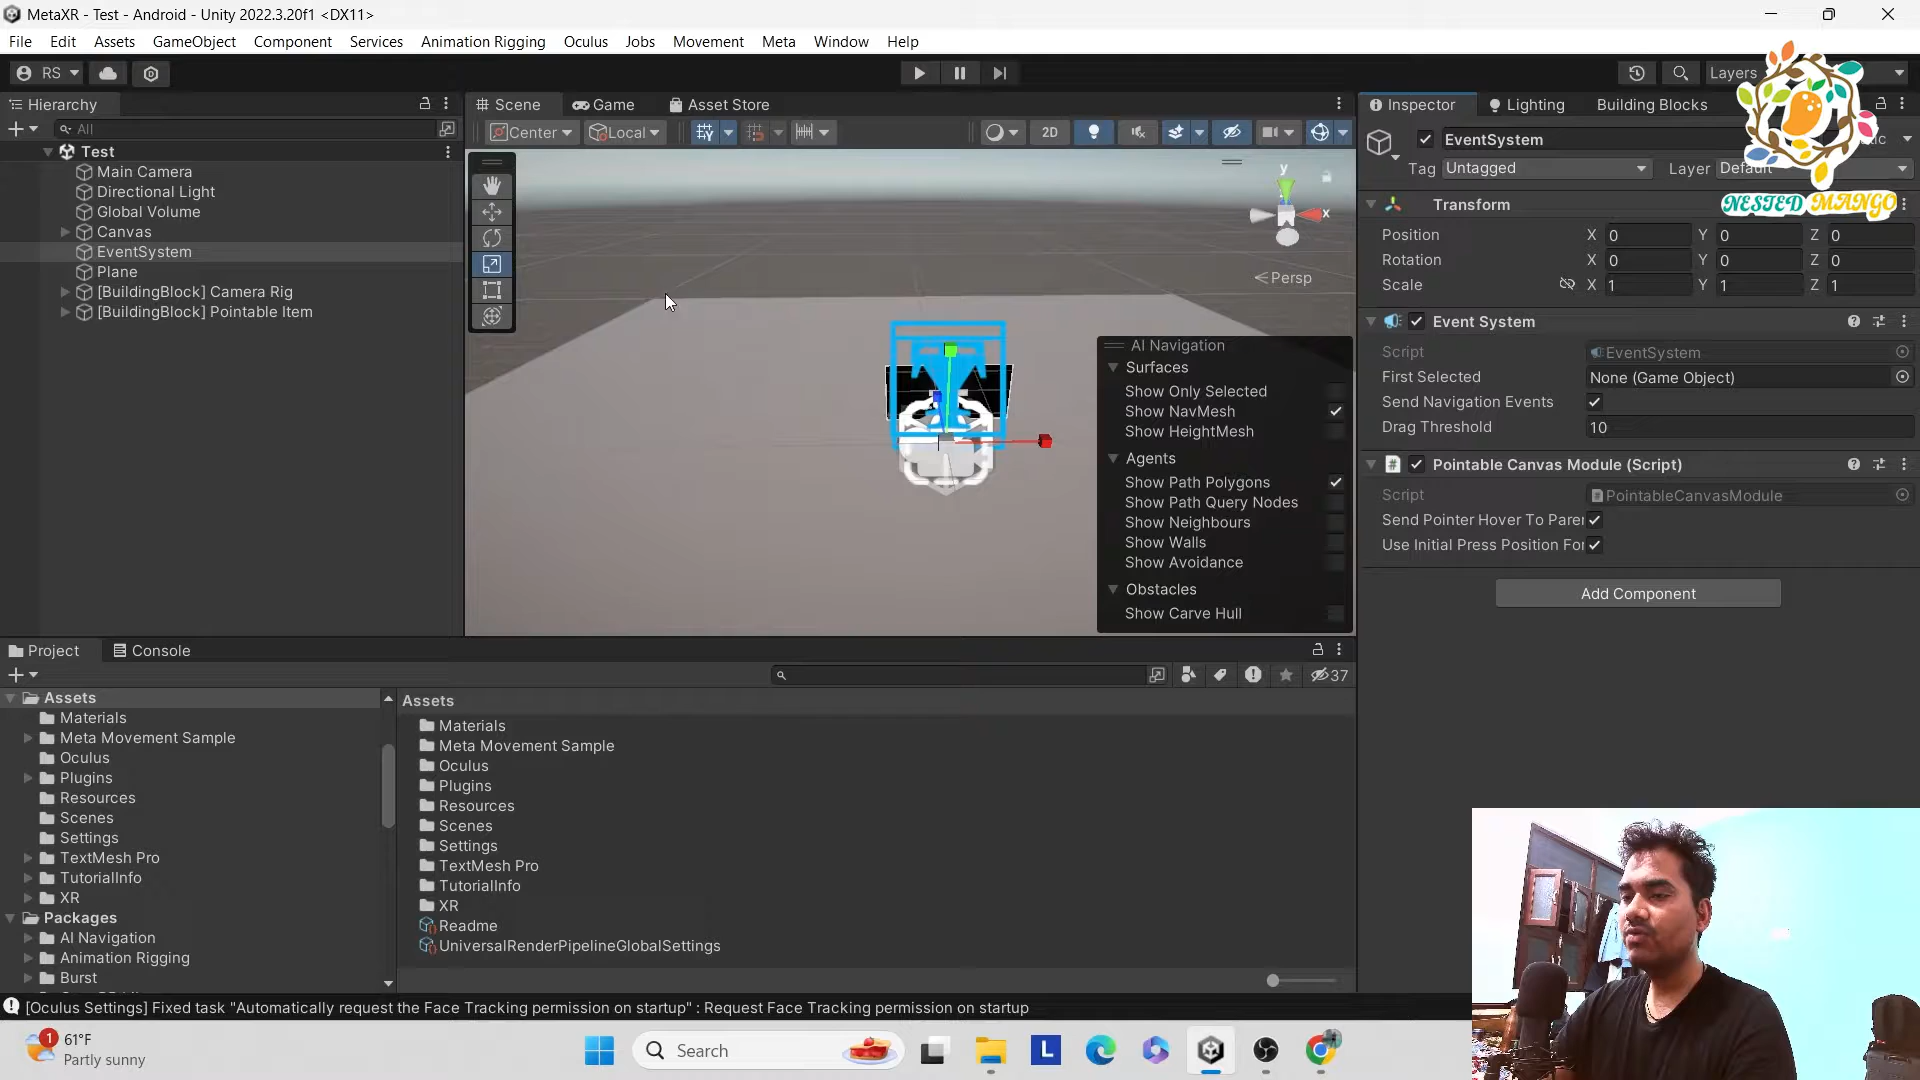 MetaXR - Test - Android - Unity 2022.3.20f1 <DX11>
File Edit Assets GameObject Component Services Animation Rigging Oculus Jobs Movement Meta Window Help
RS
Layers
Hierarchy
All
Test
Main Camera
Directional Light
Global Volume
Canvas
EventSystem
Plane
[BuildingBlock] Camera Rig
[BuildingBlock] Pointable Item
Scene Game Asset Store
Center Local 2D
y
x
Persp
AI Navigation
Surfaces
Show Only Selected
Show NavMesh
Show HeightMesh
Agents
Show Path Polygons
Show Path Query Nodes
Show Neighbours
Show Walls
Show Avoidance
Obstacles
Show Carve Hull
Inspector Lighting Building Blocks
EventSystem
Tag Untagged Layer Default
NESTED MANGO
Transform
Position X 0 Y 0 Z 0
Rotation X 0 Y 0 Z 0
Scale X 1 Y 1 Z 1
Event System
Script EventSystem
First Selected None (Game Object)
Send Navigation Events
Drag Threshold 10
Pointable Canvas Module (Script)
Script PointableCanvasModule
Send Pointer Hover To Parer
Use Initial Press Position For
Add Component
Project Console
37
Assets
Materials
Meta Movement Sample
Oculus
Plugins
Resources
Scenes
Settings
TextMesh Pro
TutorialInfo
XR
Packages
AI Navigation
Animation Rigging
Burst
Assets
Materials
Meta Movement Sample
Oculus
Plugins
Resources
Scenes
Settings
TextMesh Pro
TutorialInfo
XR
Readme
UniversalRenderPipelineGlobalSettings
[Oculus Settings] Fixed task "Automatically request the Face Tracking permission on startup" : Request Face Tracking permission on startup
1
61°F
Partly sunny
Search
L